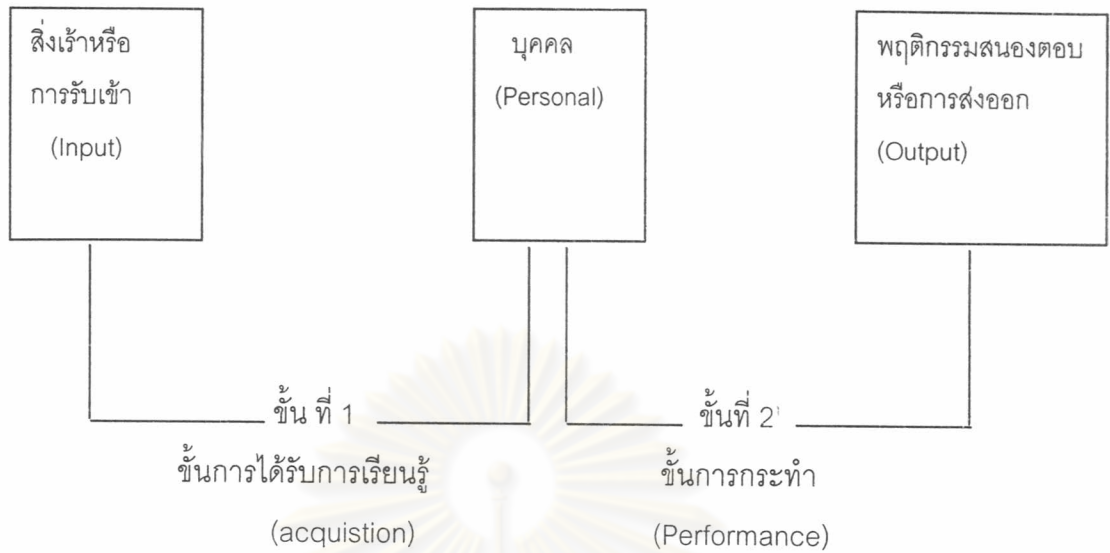 สิ่งเร้าหรือ
การรับเข้า
(Input)
บุคคล
(Personal)
พฤติกรรมสนองตอบ
หรือการส่งออก
(Output)
ขั้น ที่ 1
ขั้นการได้รับการเรียนรู้
(acquistion)
ขั้นที่ 2
ขั้นการกระทำ
(Performance)